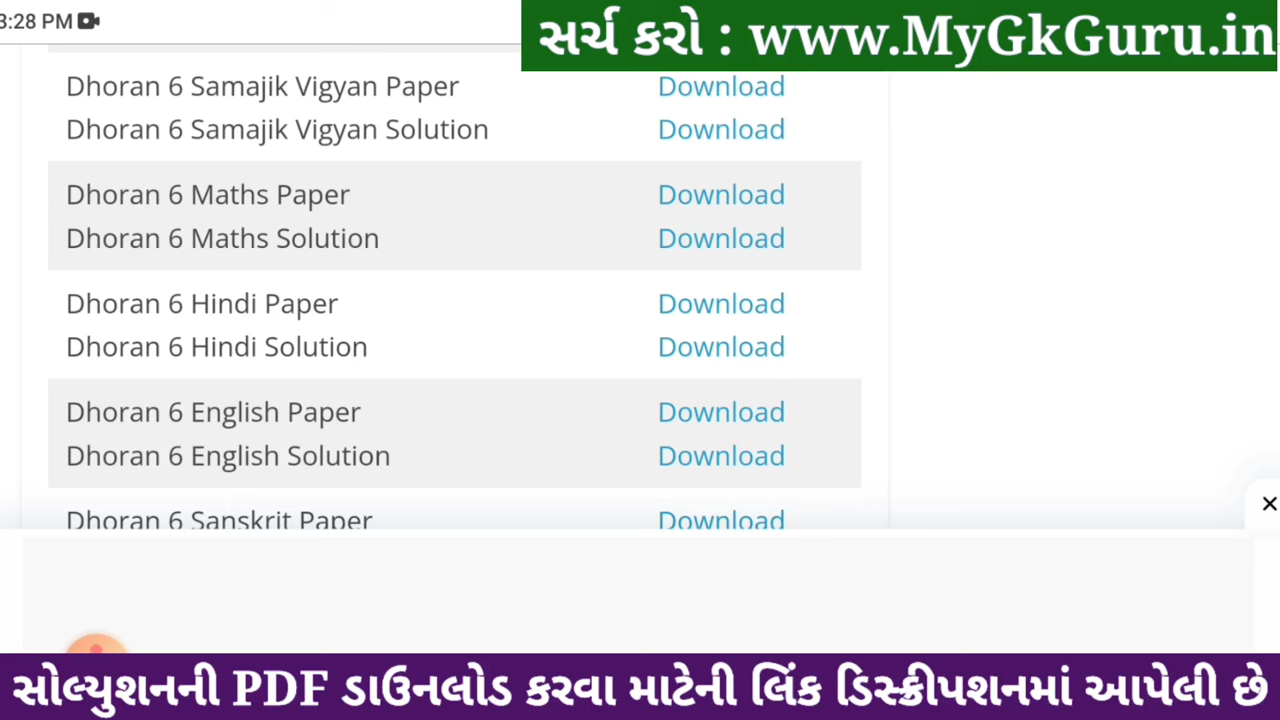 3:28 PM
સર્ચ કરો : www.MyGkGuru.in
Dhoran 6 Samajik Vigyan Paper Download
Dhoran 6 Samajik Vigyan Solution Download
Dhoran 6 Maths Paper Download
Dhoran 6 Maths Solution Download
Dhoran 6 Hindi Paper Download
Dhoran 6 Hindi Solution Download
Dhoran 6 English Paper Download
Dhoran 6 English Solution Download
Dhoran 6 Sanskrit Paper Download
સોલ્યુશનની PDF ડાઉનલોડ કરવા માટેની લિંક ડિસ્ક્રીપશનમાં આપેલી છે